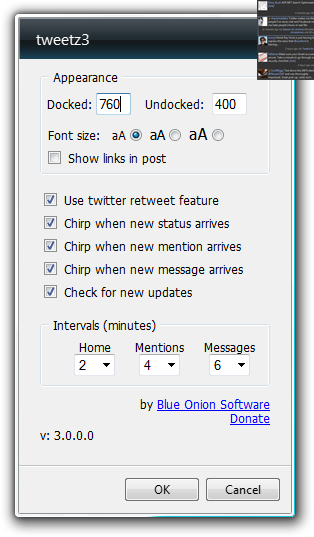 tweetz3
Appearance
Docked: 760 Undocked: 400
Font size: aA aA aA
Show links in post
Use twitter retweet feature
Chirp when new status arrives
Chirp when new mention arrives
Chirp when new message arrives
Check for new updates
Intervals (minutes)
Home Mentions Messages
2 4 6
by Blue Onion Software
Donate
v: 3.0.0.0
OK Cancel